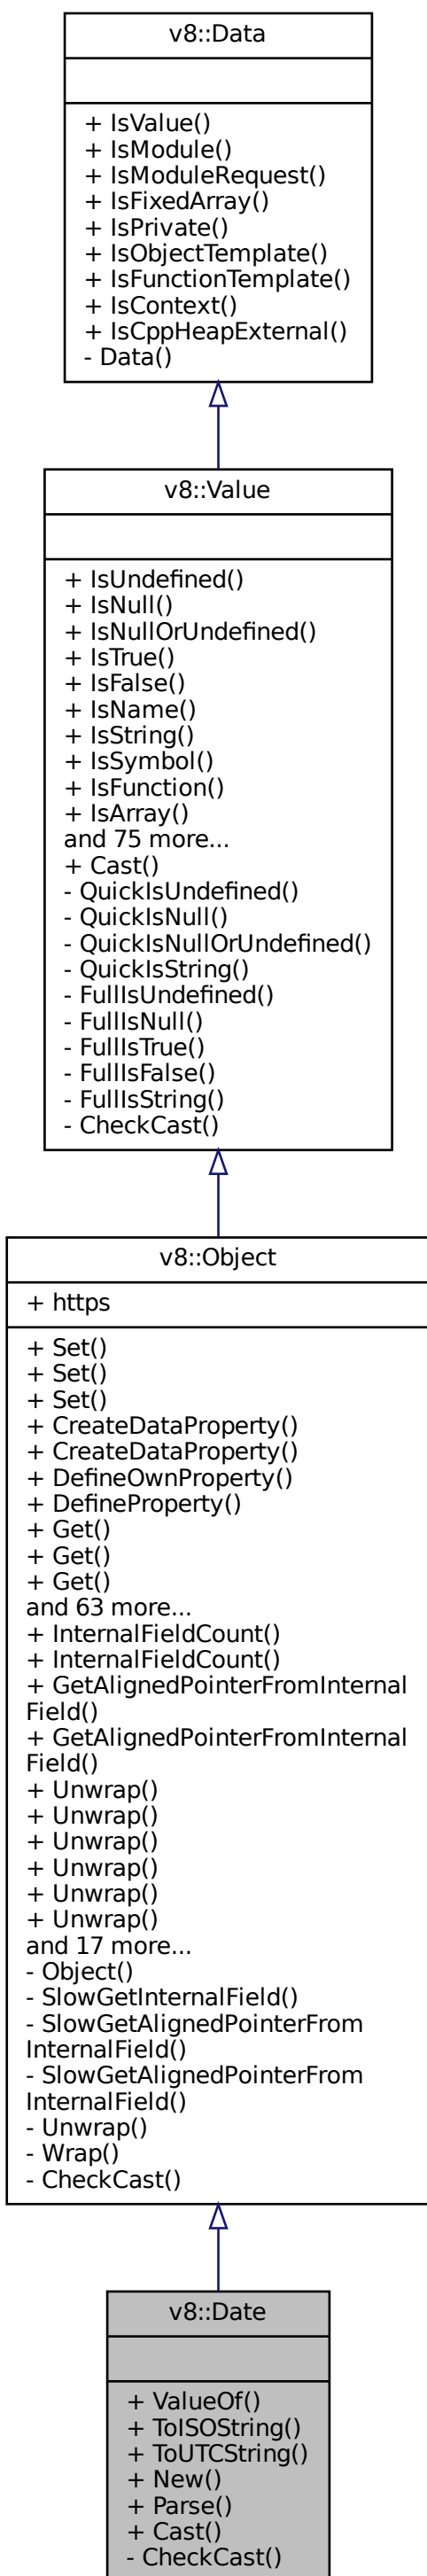 v8::Data
+ IsValue()
+ IsModule()
+ IsModuleRequest()
+ IsFixedArray()
+ IsPrivate()
+ IsObjectTemplate()
+ IsFunctionTemplate()
+ IsContext()
+ IsCppHeapExternal()
- Data()
v8::Value
+ IsUndefined()
+ IsNull()
+ IsNullOrUndefined()
+ IsTrue()
+ IsFalse()
+ IsName()
+ IsString()
+ IsSymbol()
+ IsFunction()
+ IsArray()
and 75 more...
+ Cast()
- QuickIsUndefined()
- QuickIsNull()
- QuickIsNullOrUndefined()
- QuickIsString()
- FullIsUndefined()
- FullIsNull()
- FullIsTrue()
- FullIsFalse()
- FullIsString()
- CheckCast()
v8::Object
+ https
+ Set()
+ Set()
+ Set()
+ CreateDataProperty()
+ CreateDataProperty()
+ DefineOwnProperty()
+ DefineProperty()
+ Get()
+ Get()
+ Get()
and 63 more...
+ InternalFieldCount()
+ InternalFieldCount()
+ GetAlignedPointerFromInternal
Field()
+ GetAlignedPointerFromInternal
Field()
+ Unwrap()
+ Unwrap()
+ Unwrap()
+ Unwrap()
+ Unwrap()
+ Unwrap()
and 17 more...
- Object()
- SlowGetInternalField()
- SlowGetAlignedPointerFrom
InternalField()
- SlowGetAlignedPointerFrom
InternalField()
- Unwrap()
- Wrap()
- CheckCast()
v8::Date
+ ValueOf()
+ ToISOString()
+ ToUTCString()
+ New()
+ Parse()
+ Cast()
- CheckCast()